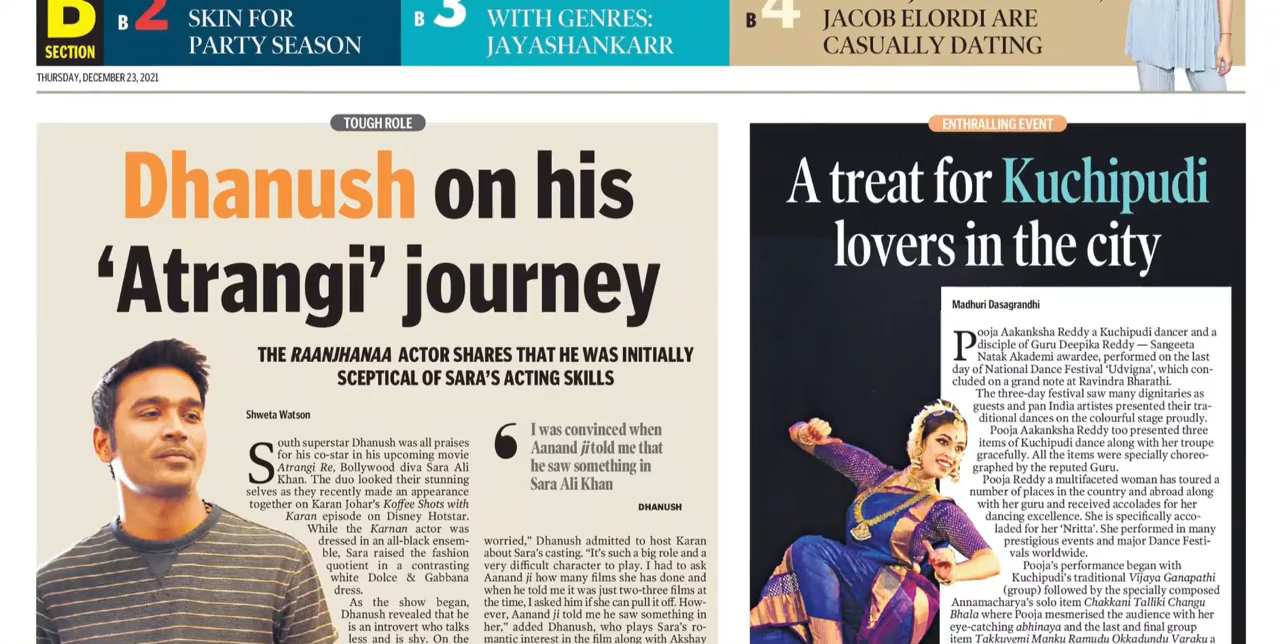 B
SECTION
B 2
SKIN FOR
PARTY SEASON
B 3
WITH GENRES:
JAYASHANKARR
B 4
JACOB ELORDI ARE
CASUALLY DATING
THURSDAY, DECEMBER 23, 2021
TOUGH ROLE
Dhanush on his
‘Atrangi’ journey
THE RAANJHANAA ACTOR SHARES THAT HE WAS INITIALLY
SCEPTICAL OF SARA’S ACTING SKILLS
Shweta Watson
South superstar Dhanush was all praises
for his co-star in his upcoming movie
Atrangi Re, Bollywood diva Sara Ali
Khan. The duo looked their stunning
selves as they recently made an appearance
together on Karan Johar’s Koffee Shots with
Karan episode on Disney Hotstar.
While the Karnan actor was
dressed in an all-black ensem-
ble, Sara raised the fashion
quotient in a contrasting
white Dolce & Gabbana
dress.
As the show began,
Dhanush revealed that he
is an introvert who talks
less and is shy. On the
I was convinced when
Aanand ji told me that
he saw something in
Sara Ali Khan
DHANUSH
worried,” Dhanush admitted to host Karan
about Sara’s casting. “It’s such a big role and a
very difficult character to play. I had to ask
Aanand ji how many films she has done and
when he told me it was just two-three films at
the time, I asked him if she can pull it off. How-
ever, Aanand ji told me he saw something in
her,” added Dhanush, who plays Sara’s ro-
mantic interest in the film along with Akshay
ENTHRALLING EVENT
A treat for Kuchipudi
lovers in the city
Madhuri Dasagrandhi
Pooja Aakanksha Reddy a Kuchipudi dancer and a
disciple of Guru Deepika Reddy — Sangeeta
Natak Akademi awardee, performed on the last
day of National Dance Festival ‘Udvigna’, which con-
cluded on a grand note at Ravindra Bharathi.
The three-day festival saw many dignitaries as
guests and pan India artistes presented their tra-
ditional dances on the colourful stage proudly.
Pooja Aakanksha Reddy too presented three
items of Kuchipudi dance along with her troupe
gracefully. All the items were specially choreo-
graphed by the reputed Guru.
Pooja Reddy a multifaceted woman has toured a
number of places in the country and abroad along
with her guru and received accolades for her
dancing excellence. She is specifically acco-
laded for her ‘Nritta’. She performed in many
prestigious events and major Dance Festi-
vals worldwide.
Pooja’s performance began with
Kuchipudi’s traditional Vijaya Ganapathi
(group) followed by the specially composed
Annamacharya’s solo item Chakkani Talliki Changu
Bhala where Pooja mesmerised the audience with her
eye-catching abhinaya and the last and final group
item Takkuvemi Manku Ramudu Okkadundu Varaku a